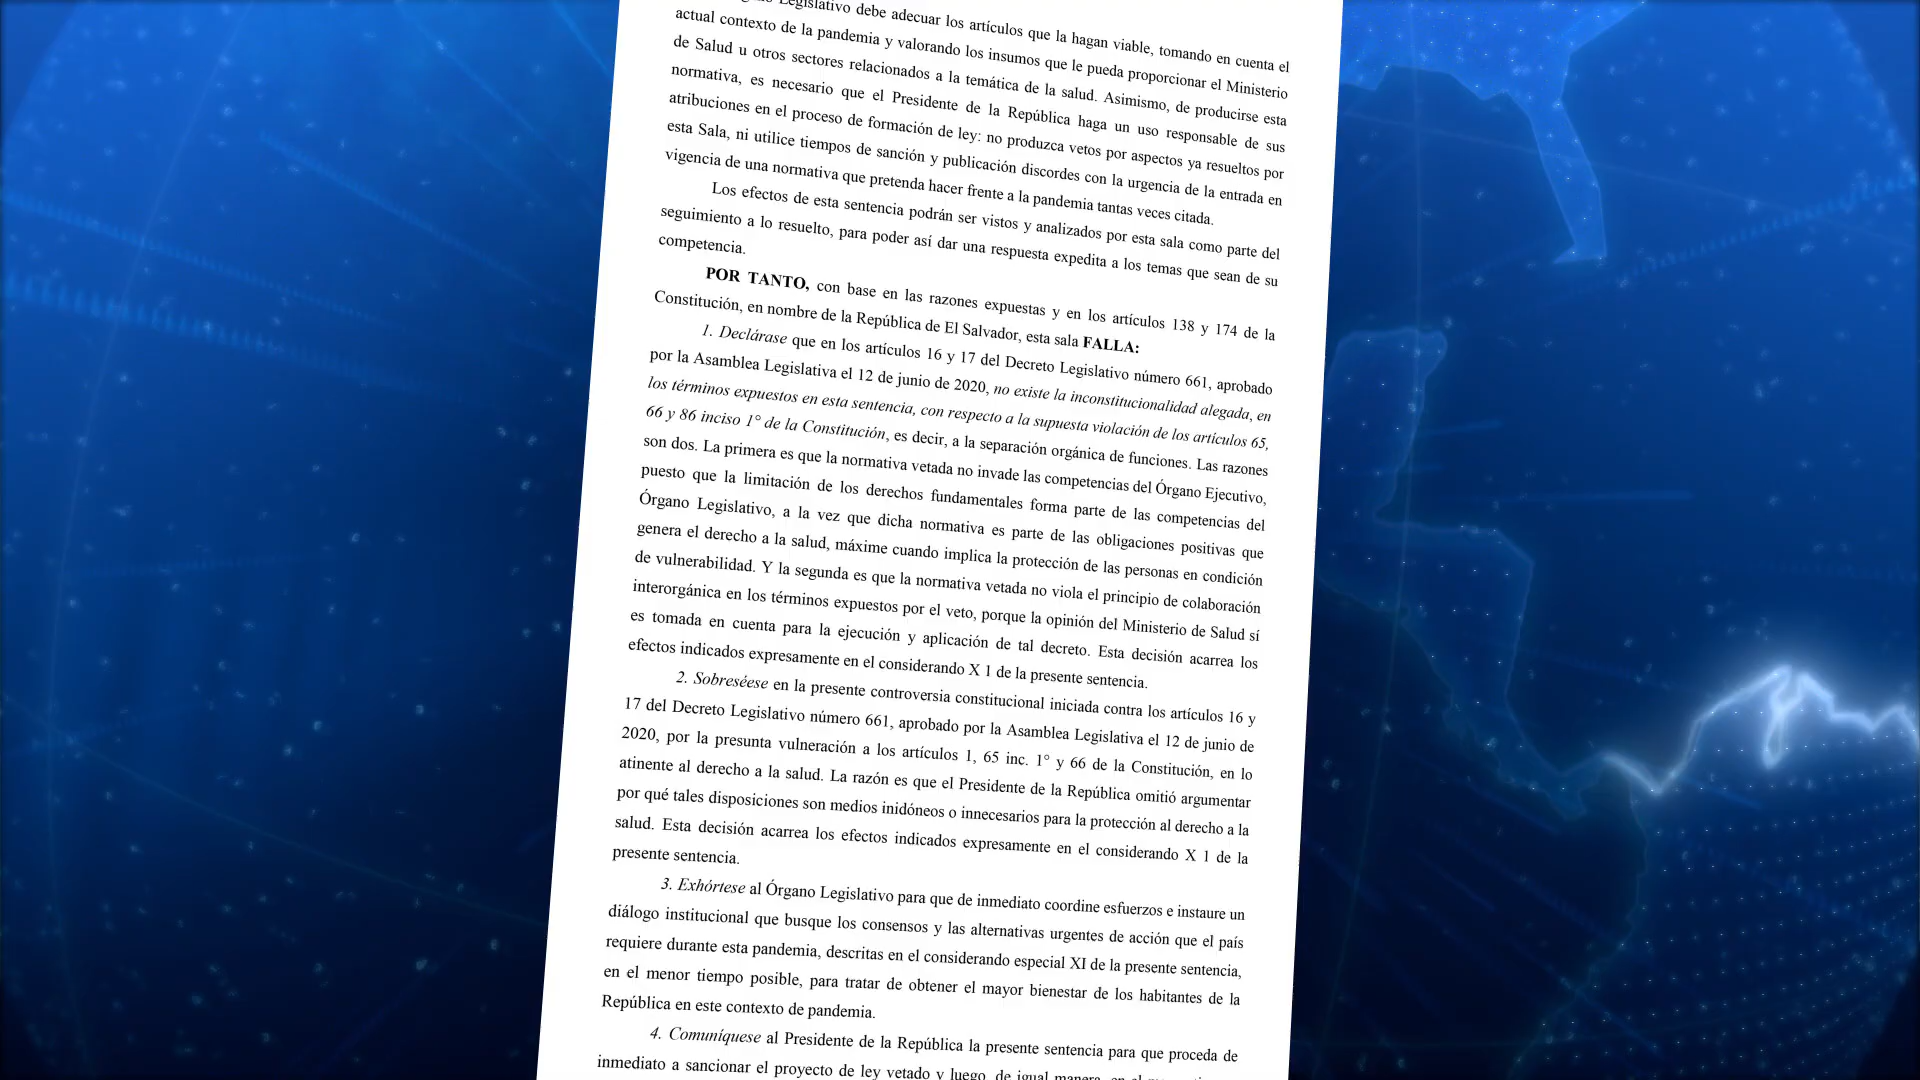 Legislativo debe adecuar los artículos que la hagan viable, tomando en cuenta el
actual contexto de la pandemia y valorando los insumos que le pueda proporcionar el Ministerio
de Salud u otros sectores relacionados a la temática de la salud. Asimismo, de producirse esta
normativa, es necesario que el Presidente de la República haga un uso responsable de sus
atribuciones en el proceso de formación de ley: no produzca vetos por aspectos ya resueltos por
esta Sala, ni utilice tiempos de sanción y publicación discordes con la urgencia de la entrada en
vigencia de una normativa que pretenda hacer frente a la pandemia tantas veces citada.
Los efectos de esta sentencia podrán ser vistos y analizados por esta sala como parte del
seguimiento a lo resuelto, para poder así dar una respuesta expedita a los temas que sean de su
competencia.
POR TANTO, con base en las razones expuestas y en los artículos 138 y 174 de la
Constitución, en nombre de la República de El Salvador, esta sala FALLA:
1. Declárase que en los artículos 16 y 17 del Decreto Legislativo número 661, aprobado
por la Asamblea Legislativa el 12 de junio de 2020, no existe la inconstitucionalidad alegada, en
los términos expuestos en esta sentencia, con respecto a la supuesta violación de los artículos 65,
66 y 86 inciso 1° de la Constitución, es decir, a la separación orgánica de funciones. Las razones
son dos. La primera es que la normativa vetada no invade las competencias del Órgano Ejecutivo,
puesto que la limitación de los derechos fundamentales forma parte de las competencias del
Órgano Legislativo, a la vez que dicha normativa es parte de las obligaciones positivas que
genera el derecho a la salud, máxime cuando implica la protección de las personas en condición
de vulnerabilidad. Y la segunda es que la normativa vetada no viola el principio de colaboración
interorgánica en los términos expuestos por el veto, porque la opinión del Ministerio de Salud sí
es tomada en cuenta para la ejecución y aplicación de tal decreto. Esta decisión acarrea los
efectos indicados expresamente en el considerando X 1 de la presente sentencia.
2. Sobreséese en la presente controversia constitucional iniciada contra los artículos 16 y
17 del Decreto Legislativo número 661, aprobado por la Asamblea Legislativa el 12 de junio de
2020, por la presunta vulneración a los artículos 1, 65 inc. 1° y 66 de la Constitución, en lo
atinente al derecho a la salud. La razón es que el Presidente de la República omitió argumentar
por qué tales disposiciones son medios inidóneos o innecesarios para la protección al derecho a la
salud. Esta decisión acarrea los efectos indicados expresamente en el considerando X 1 de la
presente sentencia.
3. Exhórtese al Órgano Legislativo para que de inmediato coordine esfuerzos e instaure un
diálogo institucional que busque los consensos y las alternativas urgentes de acción que el país
requiere durante esta pandemia, descritas en el considerando especial XI de la presente sentencia,
en el menor tiempo posible, para tratar de obtener el mayor bienestar de los habitantes de la
República en este contexto de pandemia.
4. Comuníquese al Presidente de la República la presente sentencia para que proceda de
inmediato a sancionar el proyecto de ley vetado y luego, de igual manera,